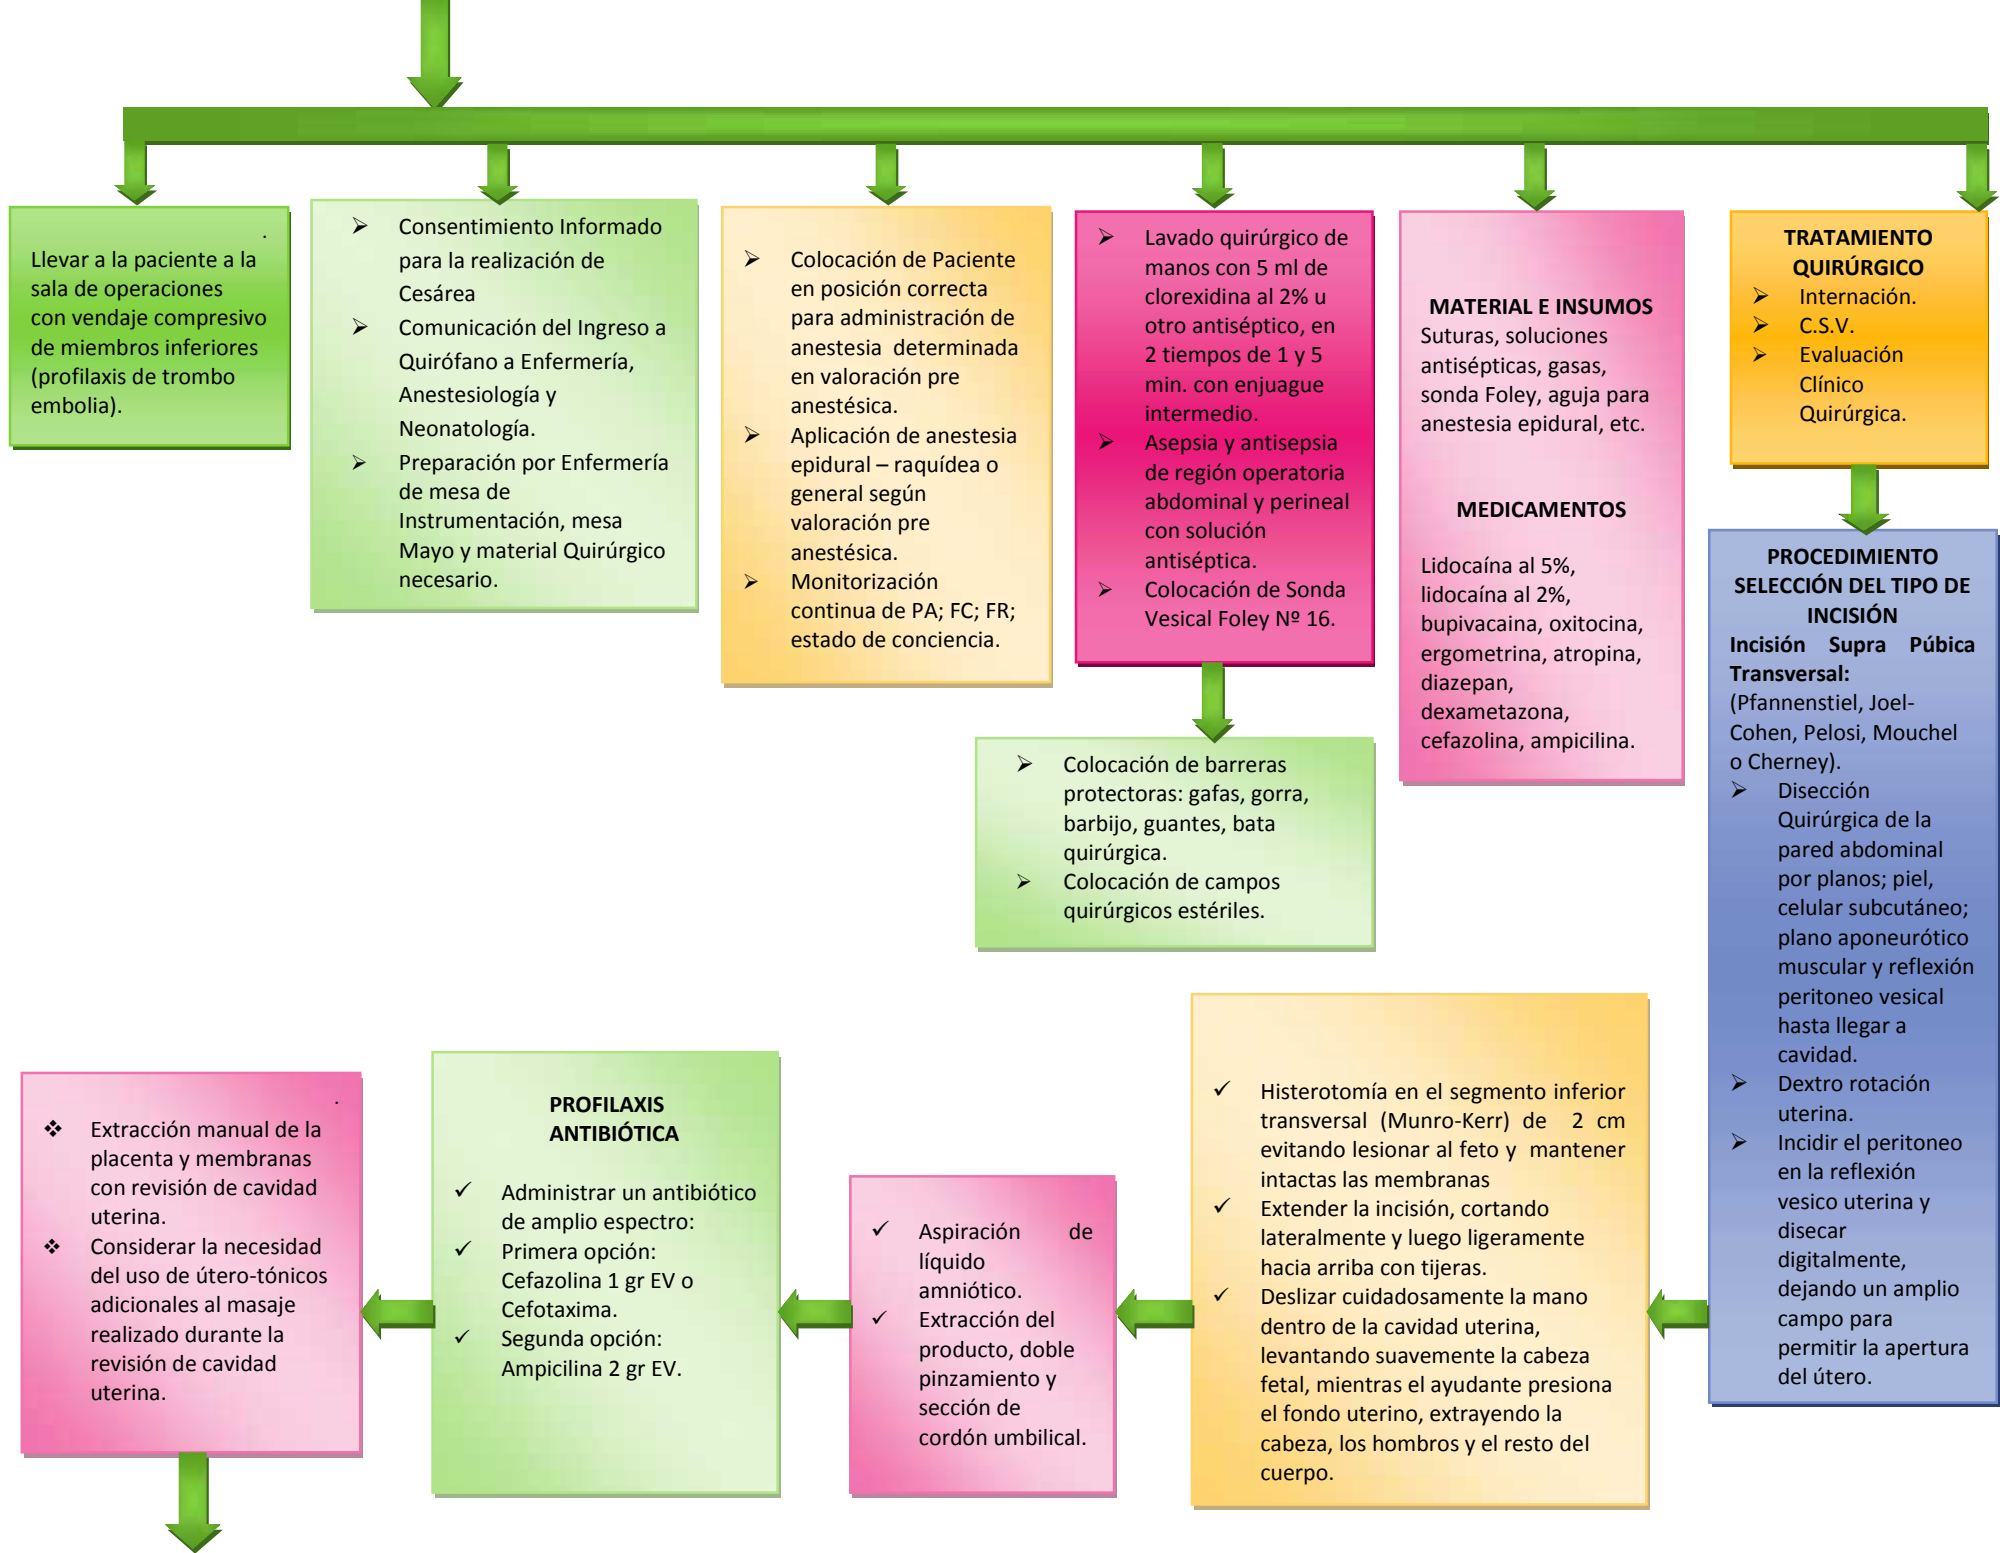 .
Llevar a la paciente a la
sala de operaciones
con vendaje compresivo
de miembros inferiores
(profilaxis de trombo
embolia).
➢ Consentimiento Informado
para la realización de
Cesárea
➢ Comunicación del Ingreso a
Quirófano a Enfermería,
Anestesiología y
Neonatología.
➢ Preparación por Enfermería
de mesa de
Instrumentación, mesa
Mayo y material Quirúrgico
necesario.
➢ Colocación de Paciente
en posición correcta
para administración de
anestesia determinada
en valoración pre
anestésica.
➢ Aplicación de anestesia
epidural – raquídea o
general según
valoración pre
anestésica.
➢ Monitorización
continua de PA; FC; FR;
estado de conciencia.
➢ Lavado quirúrgico de
manos con 5 ml de
clorexidina al 2% u
otro antiséptico, en
2 tiempos de 1 y 5
min. con enjuague
intermedio.
➢ Asepsia y antisepsia
de región operatoria
abdominal y perineal
con solución
antiséptica.
➢ Colocación de Sonda
Vesical Foley Nº 16.
➢ Colocación de barreras
protectoras: gafas, gorra,
barbijo, guantes, bata
quirúrgica.
➢ Colocación de campos
quirúrgicos estériles.
MATERIAL E INSUMOS
Suturas, soluciones
antisépticas, gasas,
sonda Foley, aguja para
anestesia epidural, etc.
MEDICAMENTOS
Lidocaína al 5%,
lidocaína al 2%,
bupivacaina, oxitocina,
ergometrina, atropina,
diazepan,
dexametazona,
cefazolina, ampicilina.
TRATAMIENTO
QUIRÚRGICO
➢ Internación.
➢ C.S.V.
➢ Evaluación
Clínico
Quirúrgica.
PROCEDIMIENTO
SELECCIÓN DEL TIPO DE
INCISIÓN
Incisión Supra Púbica
Transversal:
(Pfannenstiel, Joel-
Cohen, Pelosi, Mouchel
o Cherney).
➢ Disección
Quirúrgica de la
pared abdominal
por planos; piel,
celular subcutáneo;
plano aponeurótico
muscular y reflexión
peritoneo vesical
hasta llegar a
cavidad.
➢ Dextro rotación
uterina.
➢ Incidir el peritoneo
en la reflexión
vesico uterina y
disecar
digitalmente,
dejando un amplio
campo para
permitir la apertura
del útero.
✓ Histerotomía en el segmento inferior
transversal (Munro-Kerr) de 2 cm
evitando lesionar al feto y mantener
intactas las membranas
✓ Extender la incisión, cortando
lateralmente y luego ligeramente
hacia arriba con tijeras.
✓ Deslizar cuidadosamente la mano
dentro de la cavidad uterina,
levantando suavemente la cabeza
fetal, mientras el ayudante presiona
el fondo uterino, extrayendo la
cabeza, los hombros y el resto del
cuerpo.
✓ Aspiración de
líquido
amniótico.
✓ Extracción del
producto, doble
pinzamiento y
sección de
cordón umbilical.
PROFILAXIS
ANTIBIÓTICA
✓ Administrar un antibiótico
de amplio espectro:
✓ Primera opción:
Cefazolina 1 gr EV o
Cefotaxima.
✓ Segunda opción:
Ampicilina 2 gr EV.
.
❖ Extracción manual de la
placenta y membranas
con revisión de cavidad
uterina.
❖ Considerar la necesidad
del uso de útero-tónicos
adicionales al masaje
realizado durante la
revisión de cavidad
uterina.